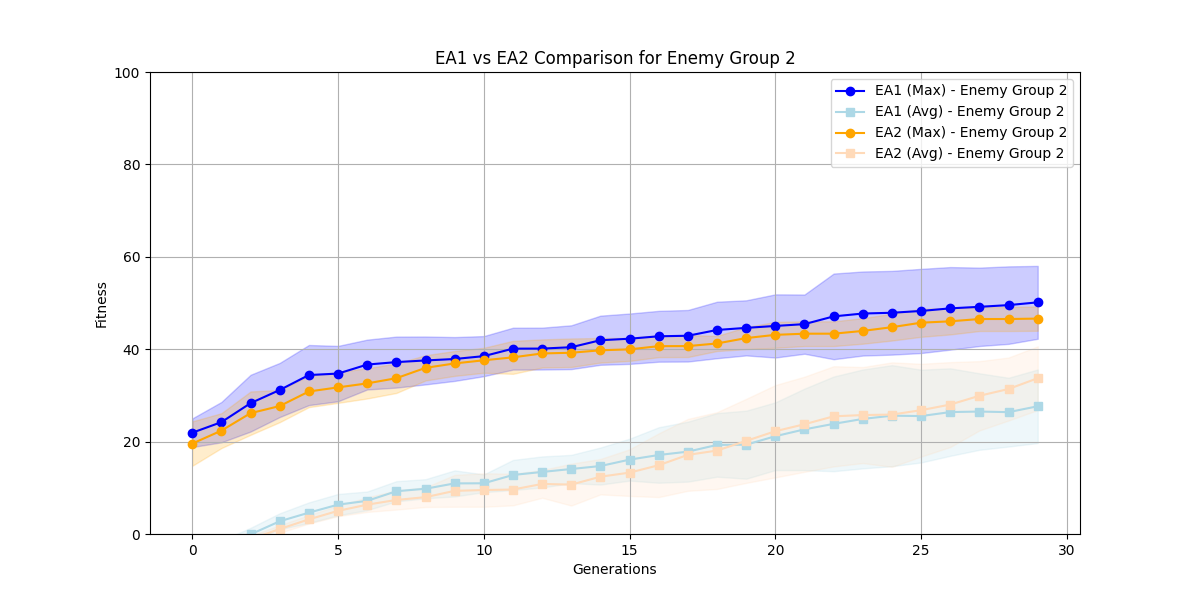 EA1 vs EA2 Comparison for Enemy Group 2
EA1 (Max) - Enemy Group 2
EA1 (Avg) - Enemy Group 2
EA2 (Max) - Enemy Group 2
EA2 (Avg) - Enemy Group 2
Fitness
100
80
60
40
20
0
0 5 10 15 20 25 30
Generations